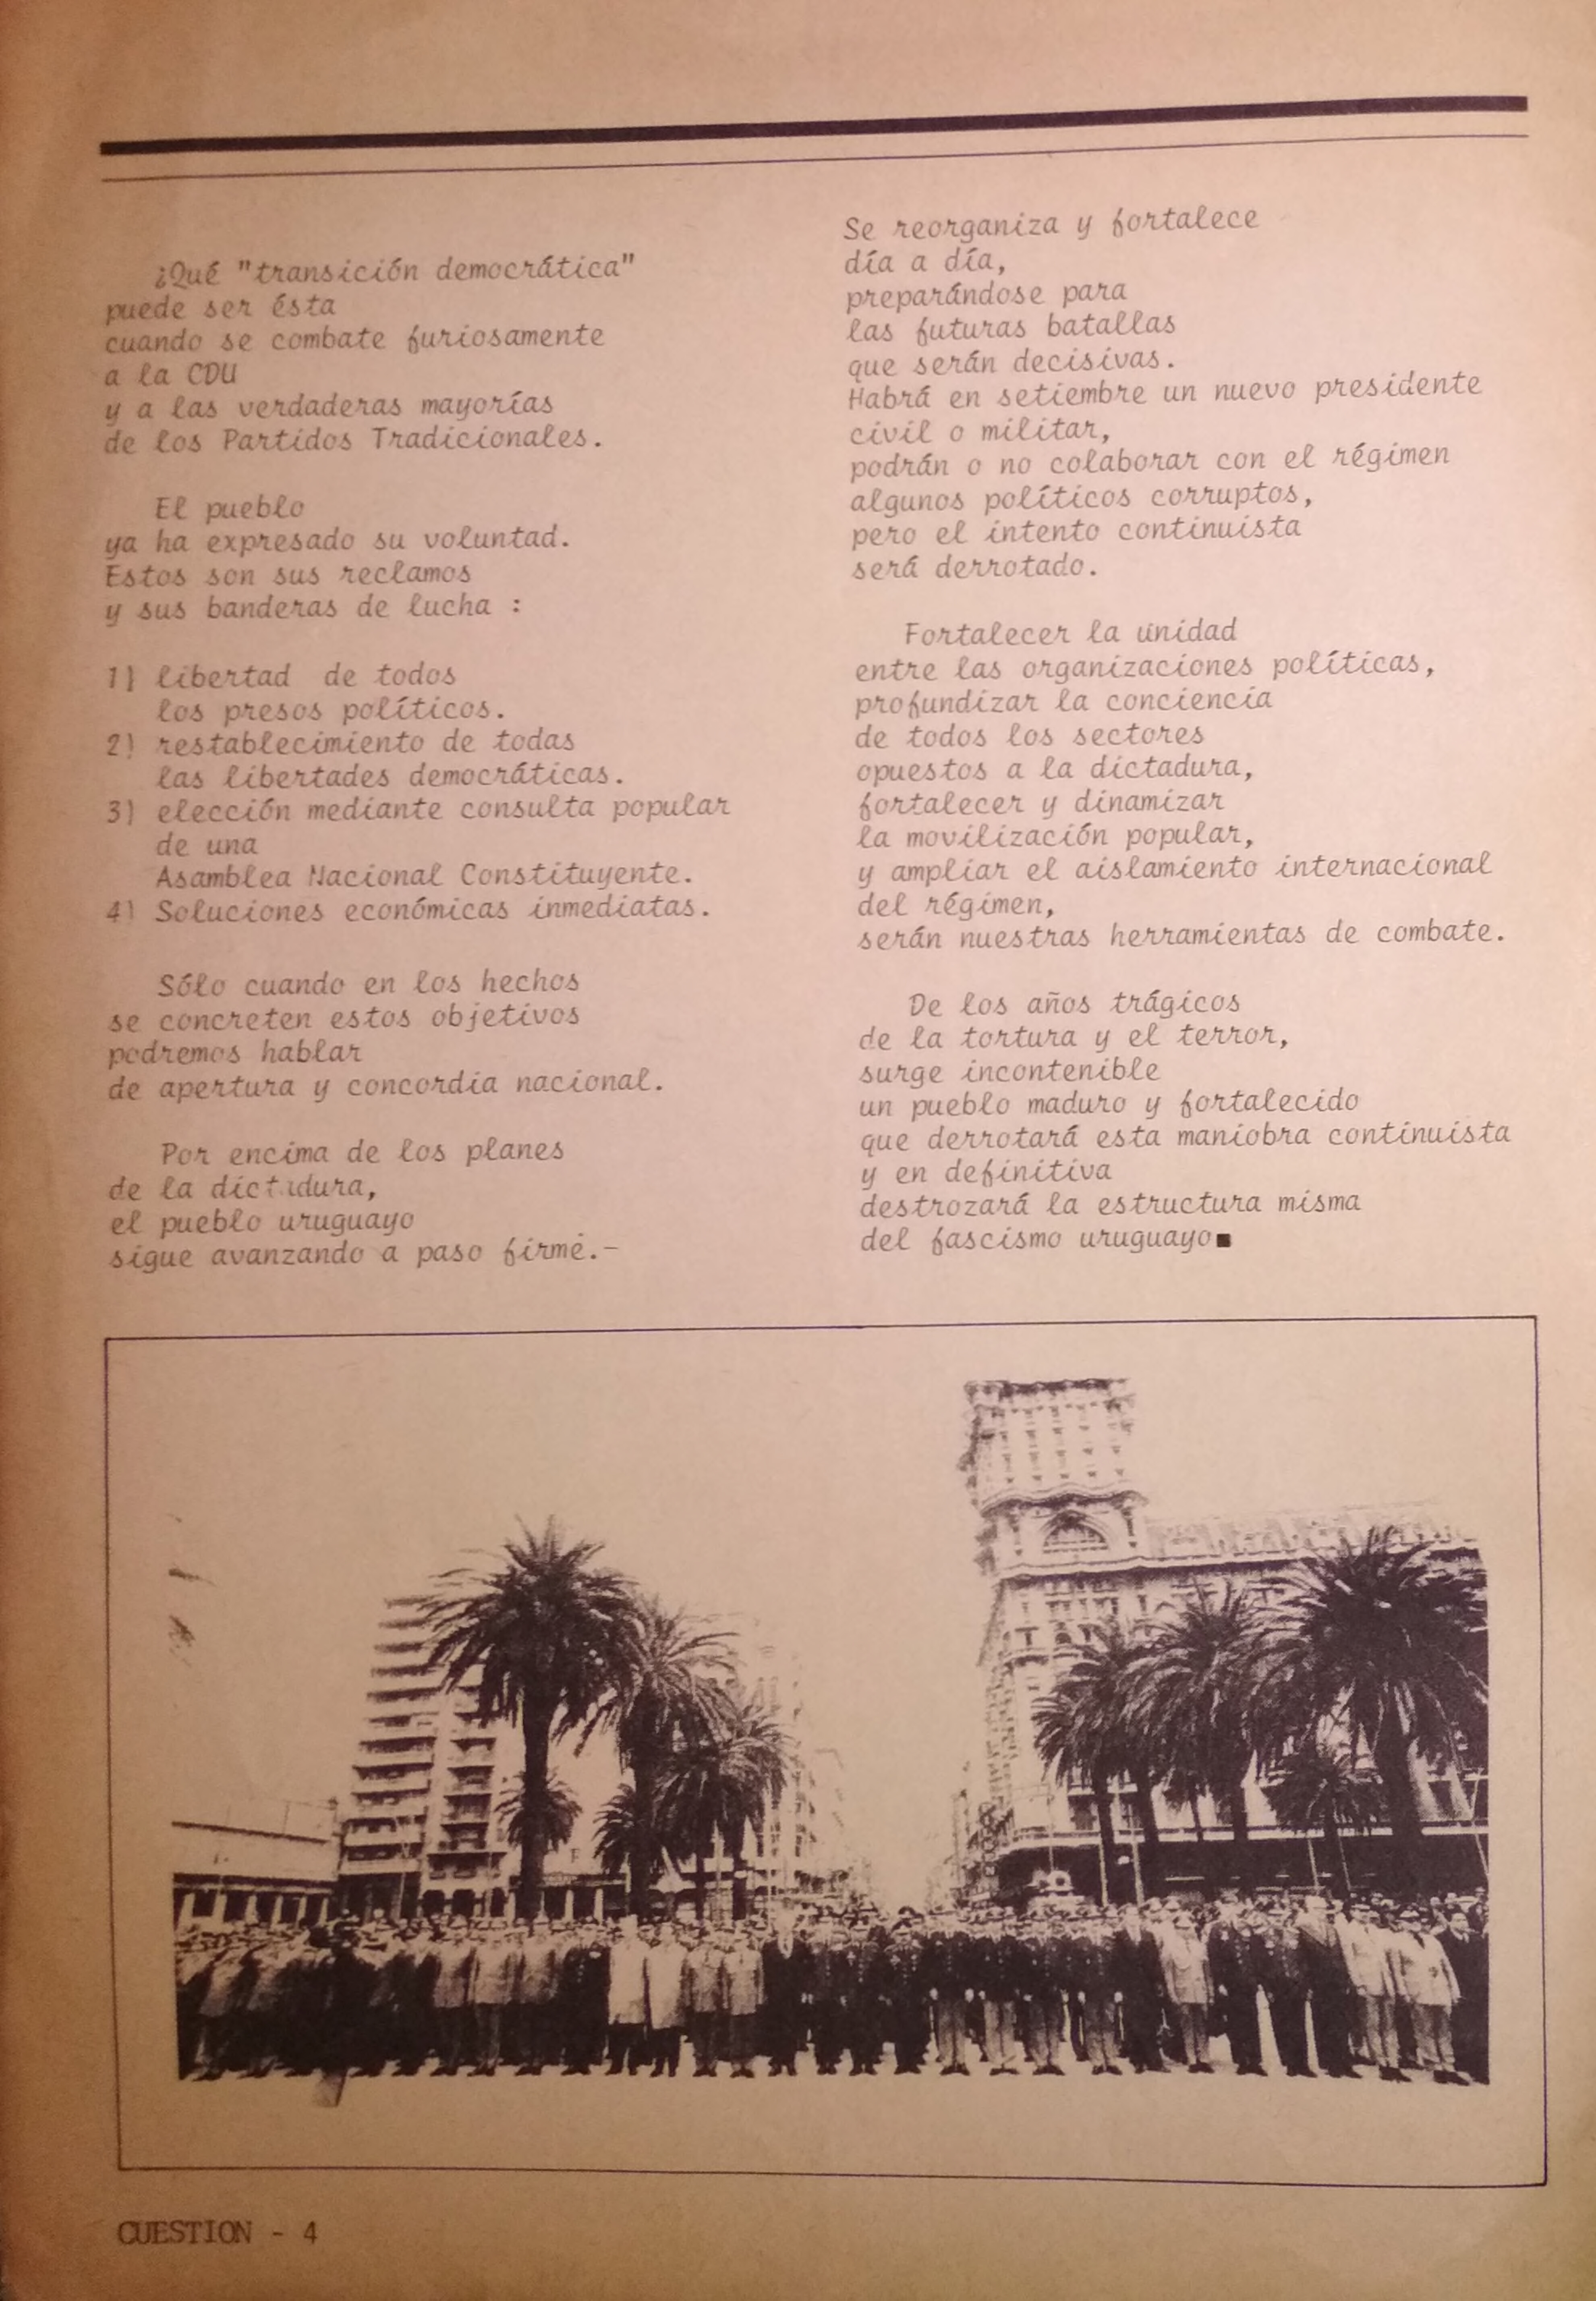 ¿Qué "transición democrática"
puede ser ésta
cuando se combate furiosamente
a la CDU
y a las verdaderas mayorías
de los Partidos Tradicionales.
El pueblo
ya ha expresado su voluntad.
Estos son sus reclamos
y sus banderas de lucha :
1) libertad de todos
los presos políticos.
2) restablecimiento de todas
las libertades democráticas.
3) elección mediante consulta popular
de una
Asamblea Nacional Constituyente.
4) Soluciones económicas inmediatas.
Sólo cuando en los hechos
se concreten estos objetivos
podremos hablar
de apertura y concordia nacional.
Por encima de los planes
de la dictadura,
el pueblo uruguayo
sigue avanzando a paso firme.-
Se reorganiza y fortalece
día a día,
preparándose para
las futuras batallas
que serán decisivas.
Habrá en setiembre un nuevo presidente
civil o militar,
podrán o no colaborar con el régimen
algunos políticos corruptos,
pero el intento continuista
será derrotado.
Fortalecer la unidad
entre las organizaciones políticas,
profundizar la conciencia
de todos los sectores
opuestos a la dictadura,
fortalecer y dinamizar
la movilización popular,
y ampliar el aislamiento internacional
del régimen,
serán nuestras herramientas de combate.
De los años trágicos
de la tortura y el terror,
surge incontenible
un pueblo maduro y fortalecido
que derrotará esta maniobra continuista
y en definitiva
destrozará la estructura misma
del fascismo uruguayo■
CUESTION - 4